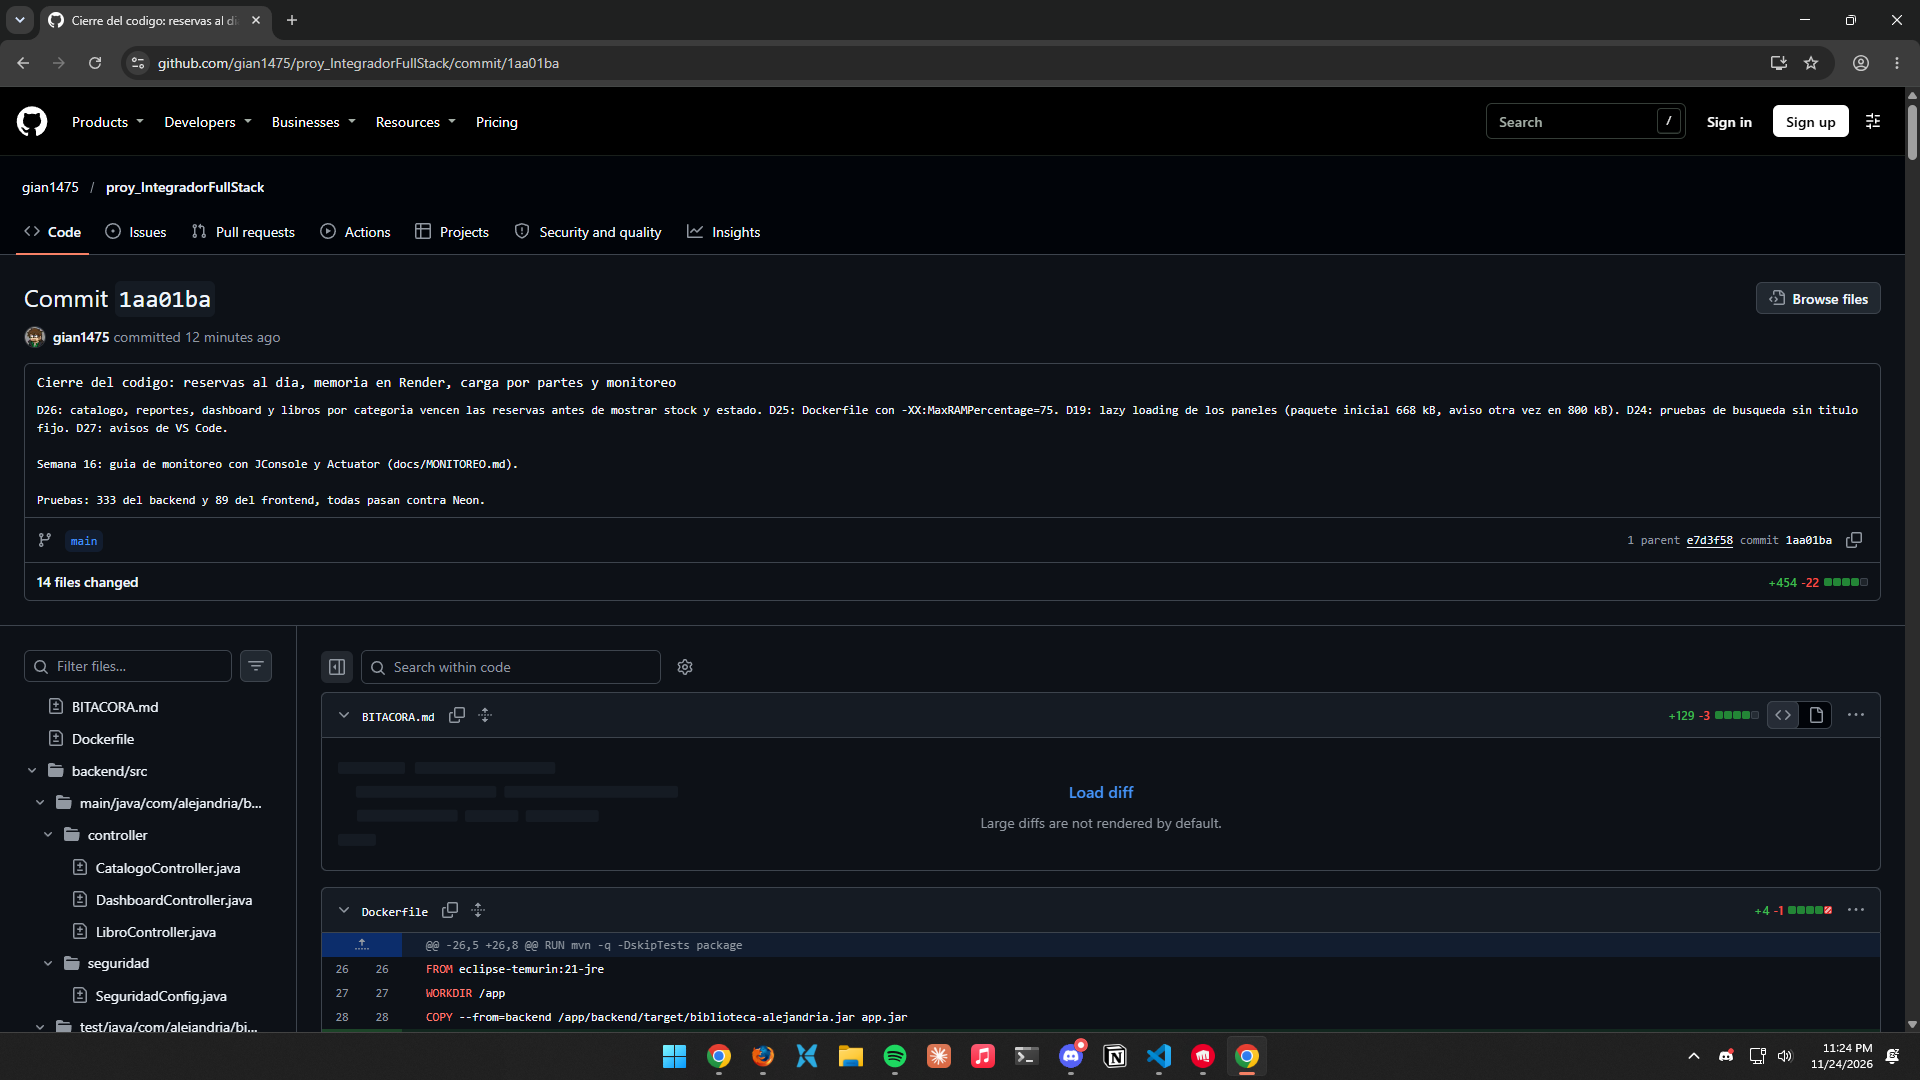 Cierre del codigo: reservas al di
github.com/gian1475/proy_IntegradorFullStack/commit/1aa01ba
Products
Developers
Businesses
Resources
Pricing
Search
/
Sign in
Sign up
gian1475 / proy_IntegradorFullStack
Code
Issues
Pull requests
Actions
Projects
Security and quality
Insights
Commit 1aa01ba
Browse files
gian1475 committed 12 minutes ago
Cierre del codigo: reservas al dia, memoria en Render, carga por partes y monitoreo
D26: catalogo, reportes, dashboard y libros por categoria vencen las reservas antes de mostrar stock y estado. D25: Dockerfile con -XX:MaxRAMPercentage=75. D19: lazy loading de los paneles (paquete inicial 668 kB, aviso otra vez en 800 kB). D24: pruebas de busqueda sin titulo
fijo. D27: avisos de VS Code.
Semana 16: guia de monitoreo con JConsole y Actuator (docs/MONITOREO.md).
Pruebas: 333 del backend y 89 del frontend, todas pasan contra Neon.
main
1 parent e7d3f58 commit 1aa01ba
14 files changed
+454 -22
Filter files...
Search within code
BITACORA.md
Dockerfile
backend/src
main/java/com/alejandria/b...
controller
CatalogoController.java
DashboardController.java
LibroController.java
seguridad
SeguridadConfig.java
test/java/com/alejandria/bi...
BITACORA.md
+129 -3
Load diff
Large diffs are not rendered by default.
Dockerfile
+4 -1
@@ -26,5 +26,8 @@ RUN mvn -q -DskipTests package
26 26 FROM eclipse-temurin:21-jre
27 27 WORKDIR /app
28 28 COPY --from=backend /app/backend/target/biblioteca-alejandria.jar app.jar
11:24 PM
11/24/2026